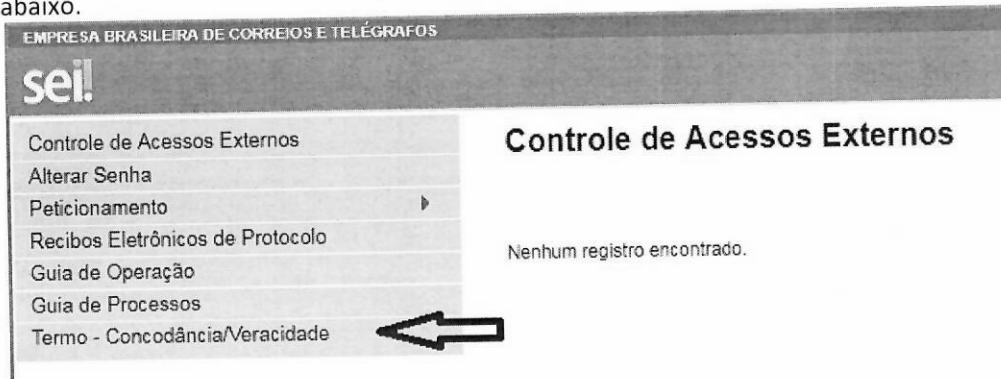 abaixo.
EMPRESA BRASILEIRA DE CORREIOS E TELÉGRAFOS
sei!
Controle de Acessos Externos
Alterar Senha
Peticionamento
Recibos Eletrônicos de Protocolo
Guia de Operação
Guia de Processos
Termo - Concodância/Veracidade
Controle de Acessos Externos
Nenhum registro encontrado.